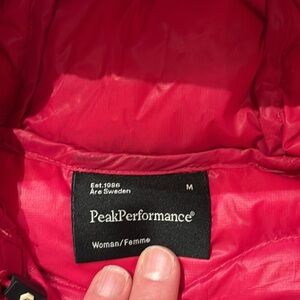 Est.1986
Åre Sweden
M
PeakPerformance®
Woman/Femme